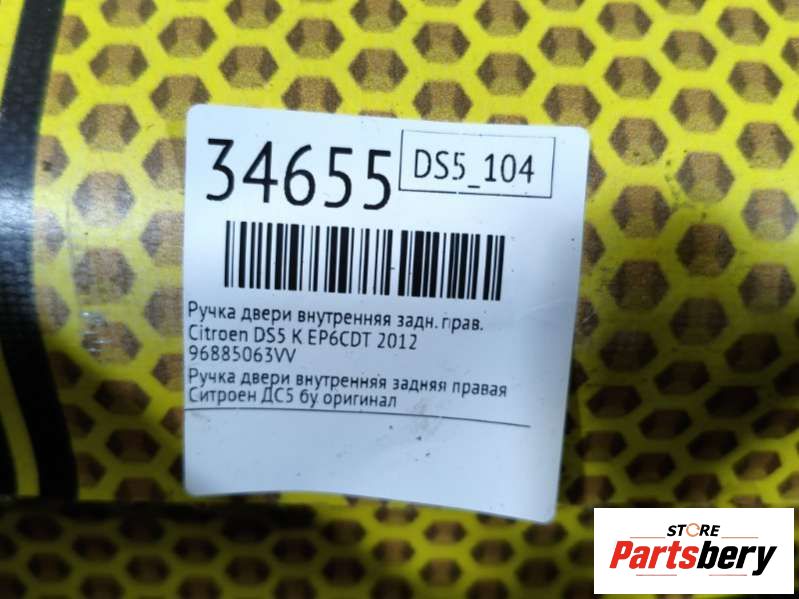 34655
DS5_104
Ручка двери внутренняя задн. прав.
Citroen DS5 K EP6CDT 2012
96885063VV
Ручка двери внутренняя задняя правая
Ситроен ДС5 бу оригинал
STORE
Partsbery